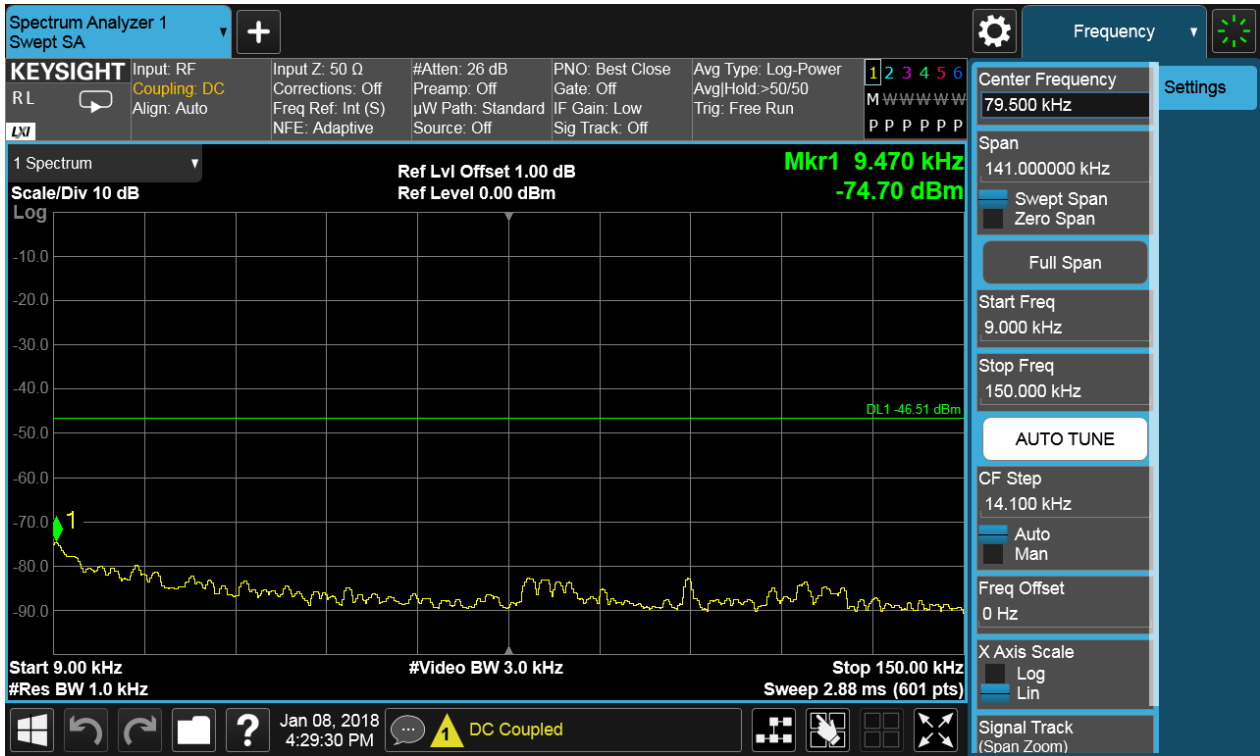 Spectrum Analyzer 1
Swept SA
Frequency
KEYSIGHT
RL
LXI
Input: RF
Coupling: DC
Align: Auto
Input Z: 50 Ω
Corrections: Off
Freq Ref: Int (S)
NFE: Adaptive
#Atten: 26 dB
Preamp: Off
µW Path: Standard
Source: Off
PNO: Best Close
Gate: Off
IF Gain: Low
Sig Track: Off
Avg Type: Log-Power
Avg|Hold:>50/50
Trig: Free Run
1 2 3 4 5 6
M W W W W W
P P P P P P
1 Spectrum
Scale/Div 10 dB
Ref Lvl Offset 1.00 dB
Ref Level 0.00 dBm
Mkr1 9.470 kHz
-74.70 dBm
Log
-10.0
-20.0
-30.0
-40.0
DL1 -46.51 dBm
-50.0
-60.0
-70.0
1
-80.0
-90.0
Start 9.00 kHz
#Video BW 3.0 kHz
Stop 150.00 kHz
#Res BW 1.0 kHz
Sweep 2.88 ms (601 pts)
Center Frequency
79.500 kHz
Settings
Span
141.000000 kHz
Swept Span
Zero Span
Full Span
Start Freq
9.000 kHz
Stop Freq
150.000 kHz
AUTO TUNE
CF Step
14.100 kHz
Auto
Man
Freq Offset
0 Hz
X Axis Scale
Log
Lin
Signal Track
(Span Zoom)
?
Jan 08, 2018
4:29:30 PM
1
DC Coupled